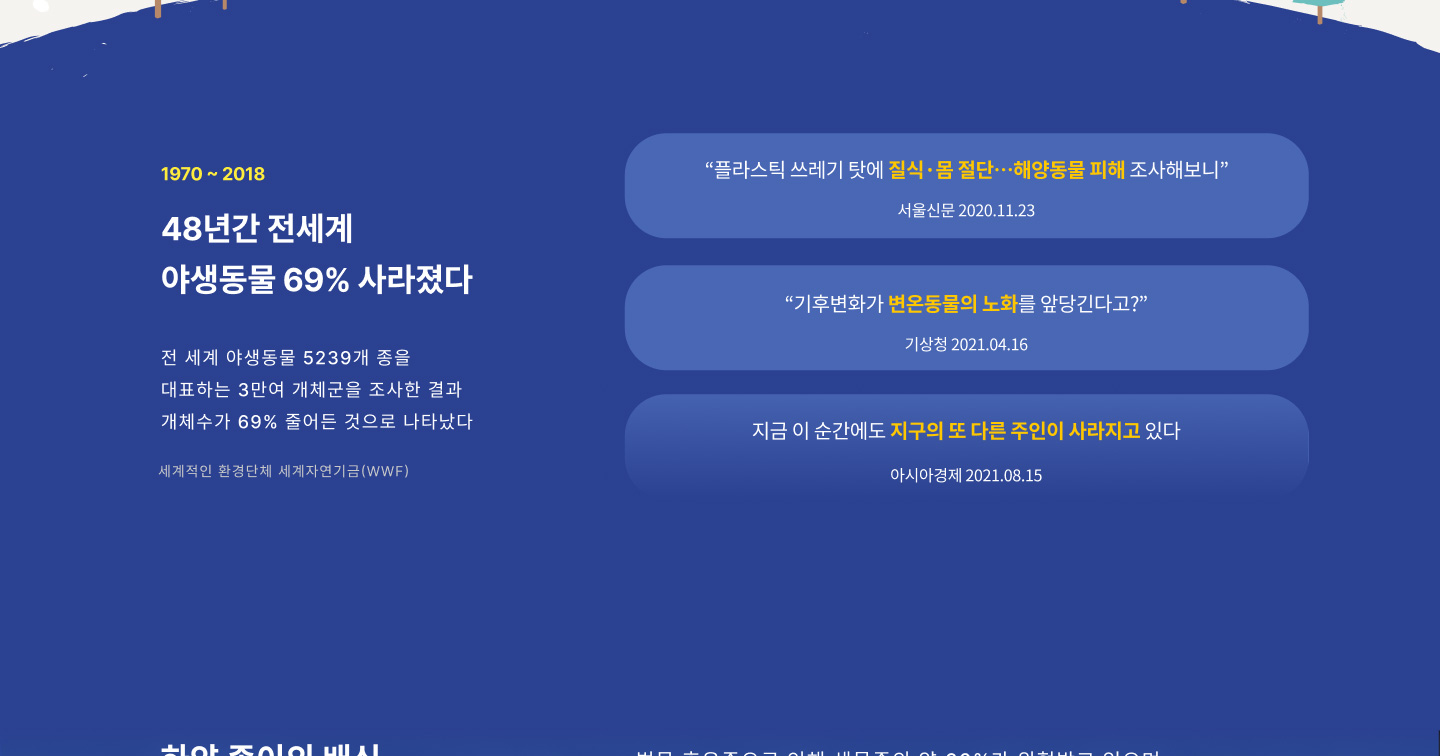 1970 ~ 2018
48년간 전세계
야생동물 69% 사라졌다
전 세계 야생동물 5239개 종을
대표하는 3만여 개체군을 조사한 결과
개체수가 69% 줄어든 것으로 나타났다
세계적인 환경단체 세계자연기금(WWF)
“플라스틱 쓰레기 탓에 질식·몸 절단…해양동물 피해 조사해보니”
서울신문 2020.11.23
“기후변화가 변온동물의 노화를 앞당긴다고?”
기상청 2021.04.16
지금 이 순간에도 지구의 또 다른 주인이 사라지고 있다
아시아경제 2021.08.15